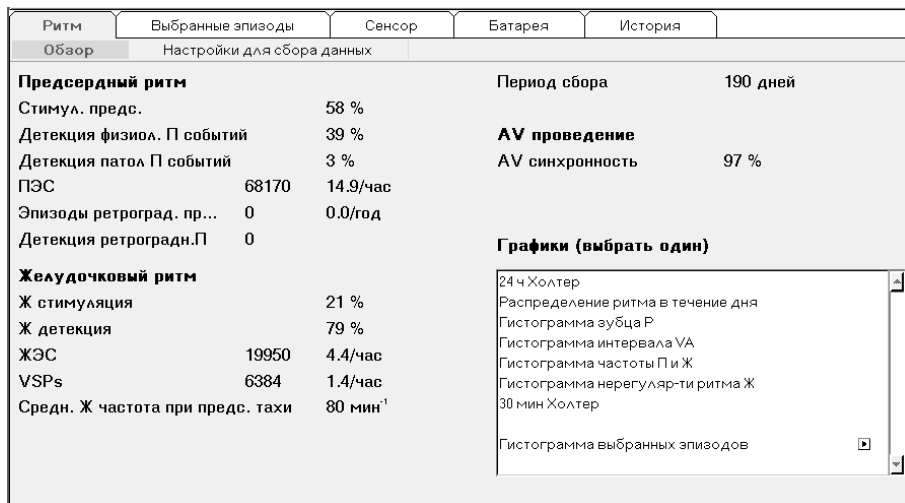 Ритм Выбранные эпизоды Сенсор Батарея История
Обзор Настройки для сбора данных
Предсердный ритм
Стимул. предс. 58 %
Детекция физиол. П событий 39 %
Детекция патол П событий 3 %
ПЭС 68170 14.9/час
Эпизоды ретроград. пр... 0 0.0/год
Детекция ретроградн.П 0
Желудочковый ритм
Ж стимуляция 21 %
Ж детекция 79 %
ЖЭС 19950 4.4/час
VSPs 6384 1.4/час
Средн. Ж частота при предс. тахи 80 мин⁻¹
Период сбора 190 дней
AV проведение
AV синхронность 97 %
Графики (выбрать один)
24 ч Холтер
Распределение ритма в течение дня
Гистограмма зубца P
Гистограмма интервала VA
Гистограмма частоты П и Ж
Гистограмма нерегуляр-ти ритма Ж
30 мин Холтер
Гистограмма выбранных эпизодов